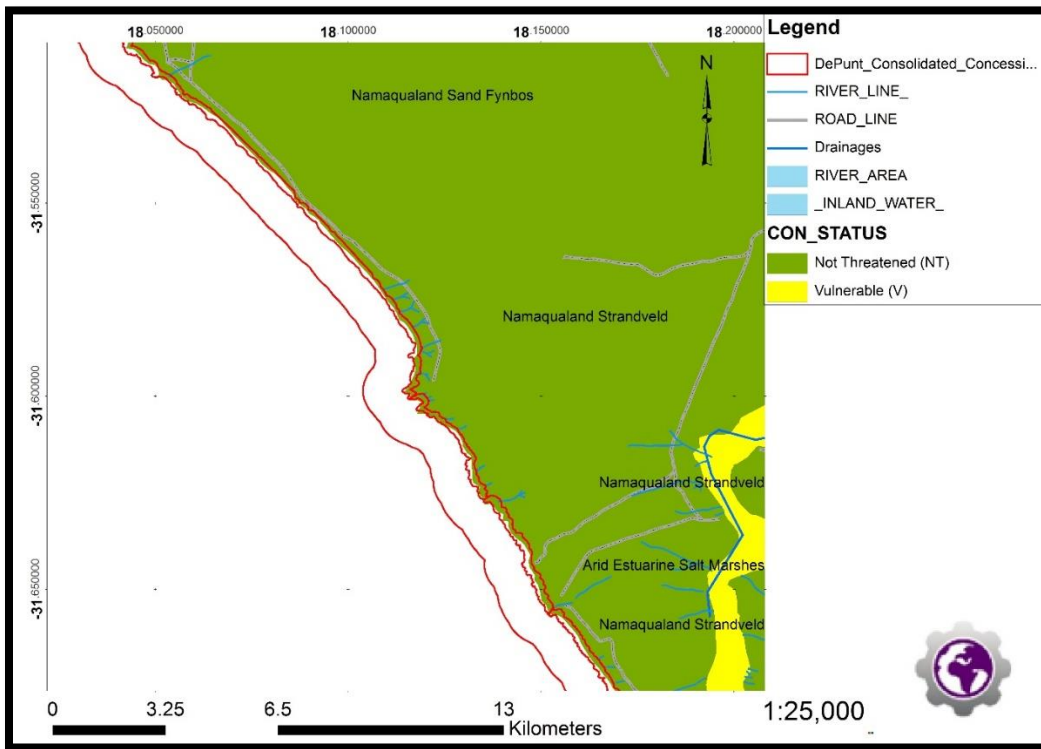 18.050000 18.100000 18.150000 18.200000
Legend
DePunt_Consolidated_Concessi...
RIVER_LINE_
ROAD_LINE
Drainages
RIVER_AREA
_INLAND_WATER_
CON_STATUS
Not Threatened (NT)
Vulnerable (V)
N
Namaqualand Sand Fynbos
-31.550000
Namaqualand Strandveld
-31.600000
Namaqualand Strandveld
Arid Estuarine Salt Marshes
-31.650000
Namaqualand Strandveld
0 3.25 6.5 13
Kilometers
1:25,000